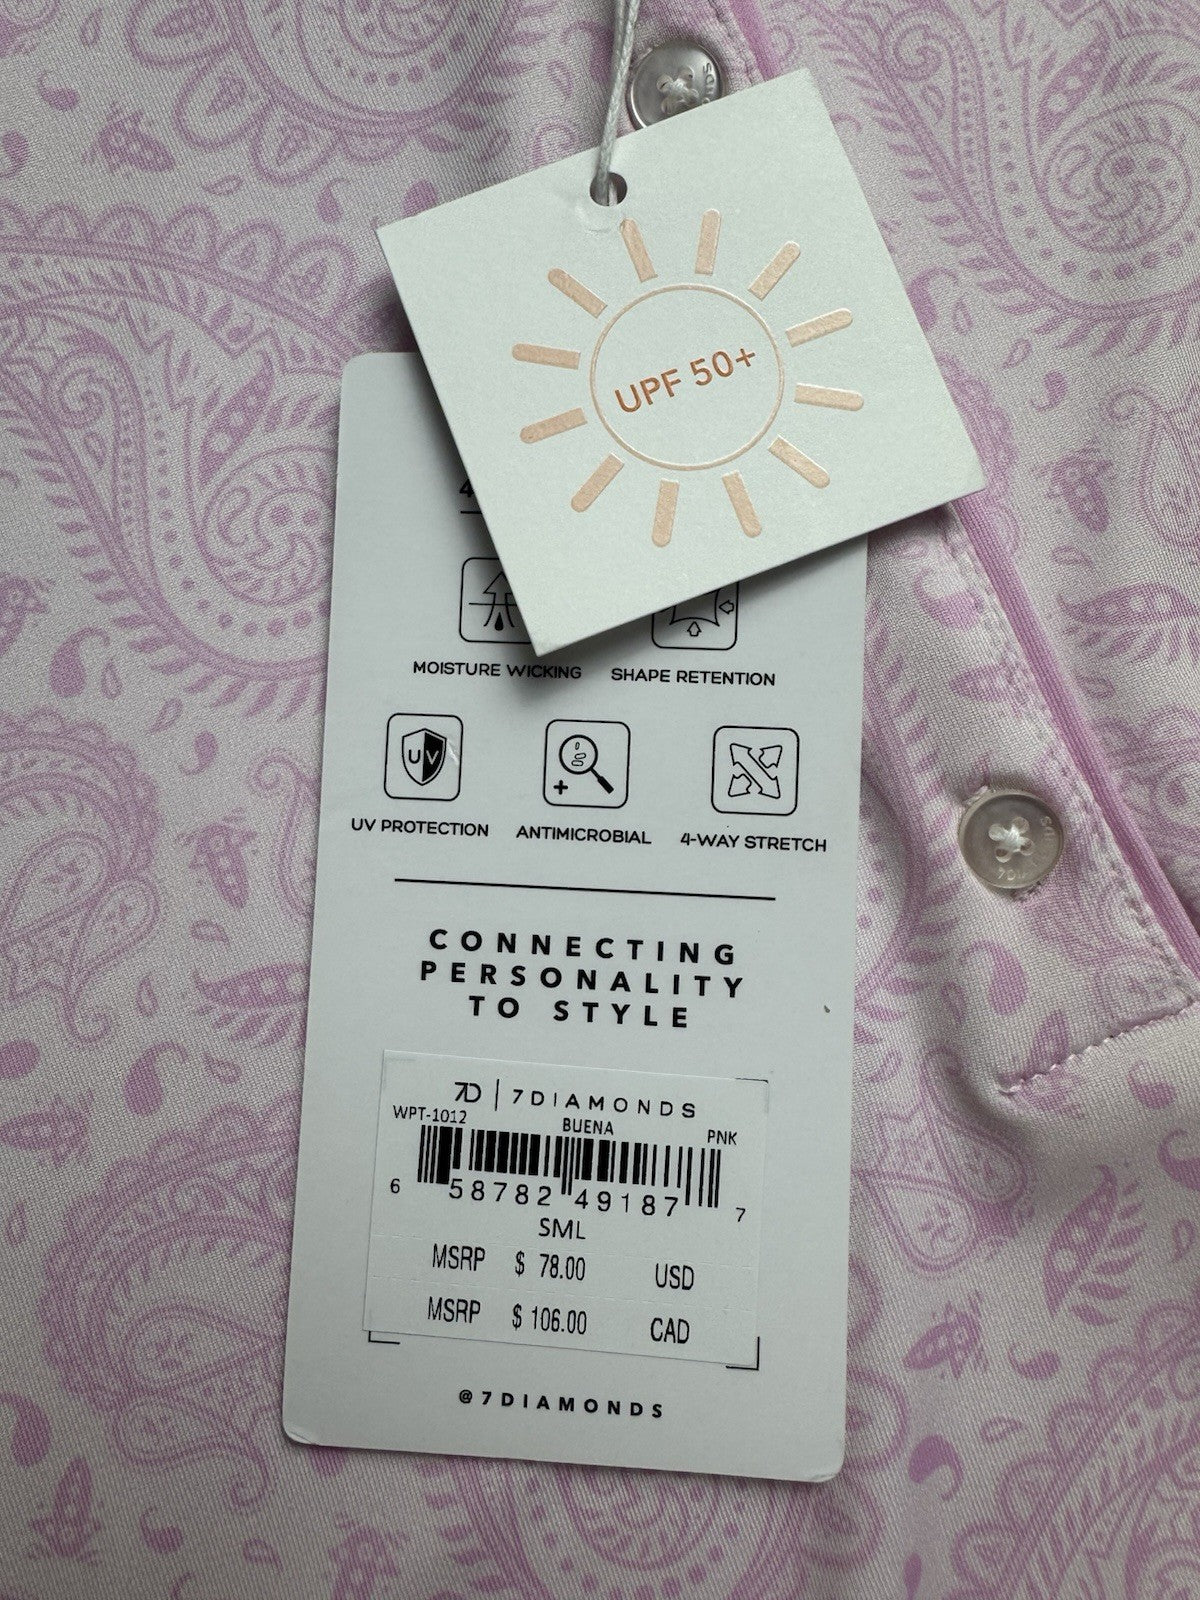 UPF 50+
MOISTURE WICKING SHAPE RETENTION
UV
UV PROTECTION ANTIMICROBIAL 4-WAY STRETCH
CONNECTING
PERSONALITY
TO STYLE
7D | 7DIAMONDS
WPT-1012 BUENA PNK
6 58782 49187 7
SML
MSRP $ 78.00 USD
MSRP $ 106.00 CAD
@7DIAMONDS